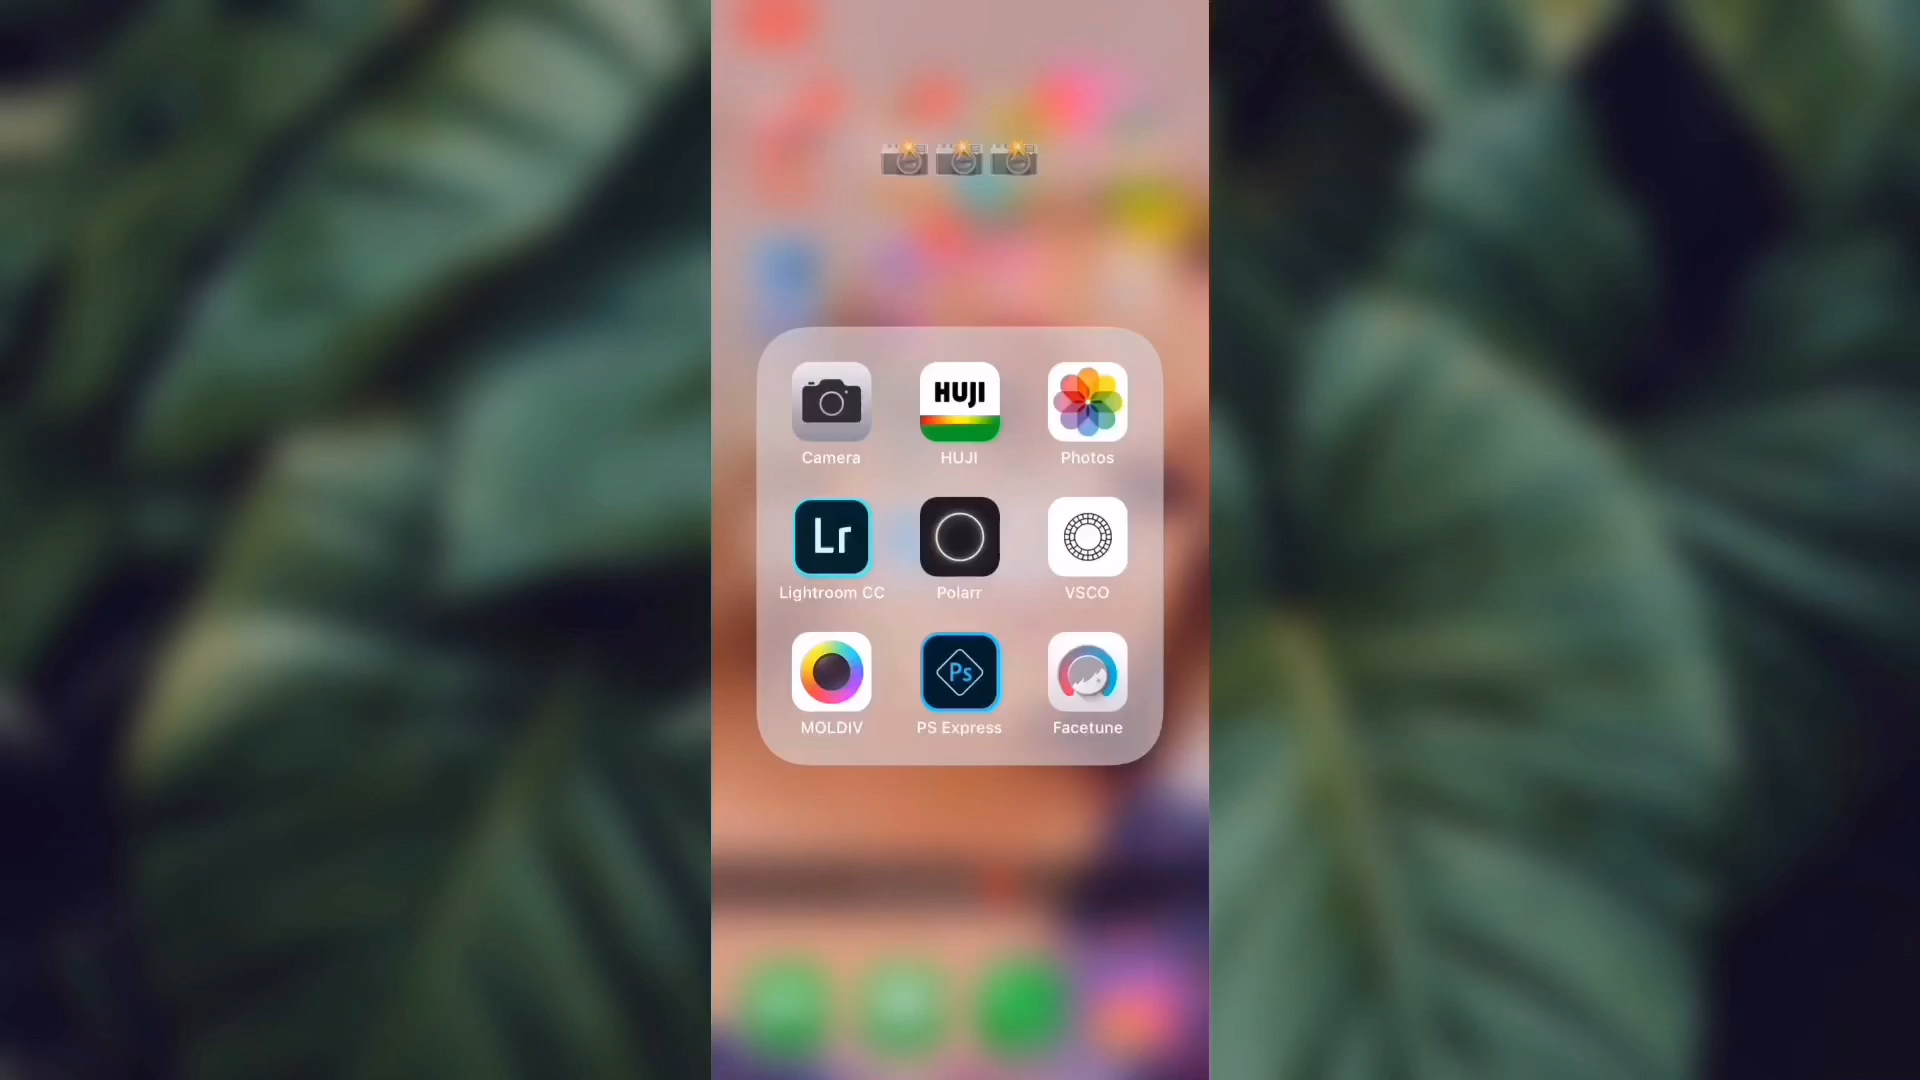 📸📸📸
HUJI
Camera HUJI Photos
Lr
Lightroom CC Polarr VSCO
Ps
MOLDIV PS Express Facetune